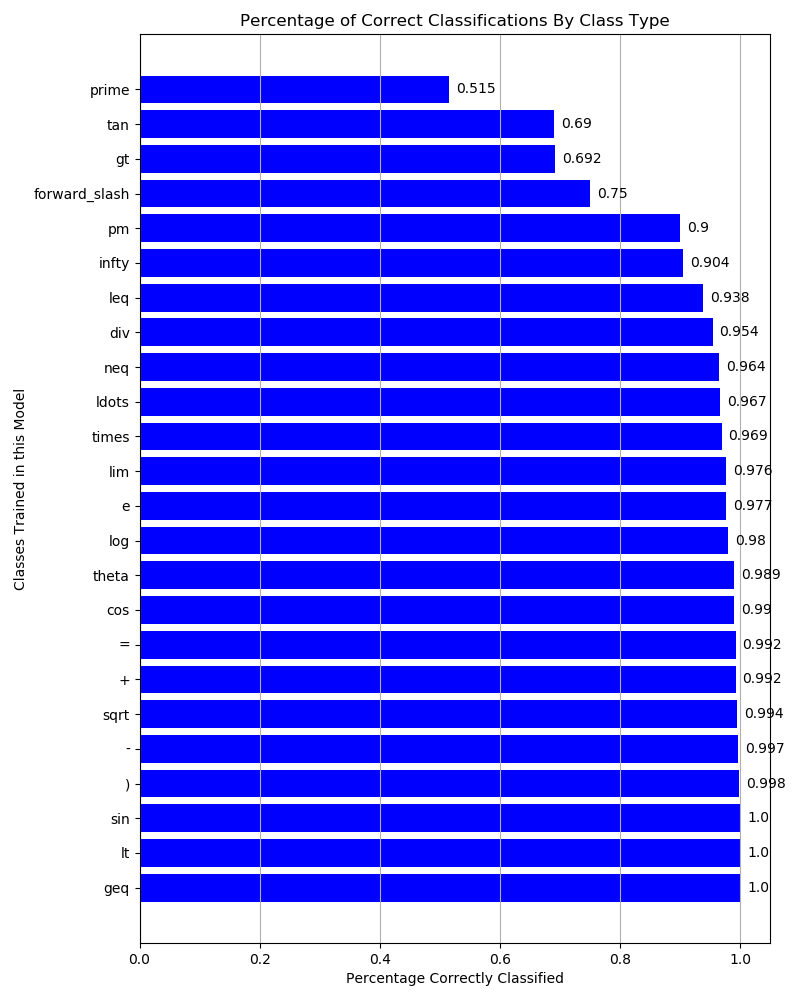 Percentage of Correct Classifications By Class Type
Classes Trained in this Model
prime 0.515
tan 0.69
gt 0.692
forward_slash 0.75
pm 0.9
infty 0.904
leq 0.938
div 0.954
neq 0.964
ldots 0.967
times 0.969
lim 0.976
e 0.977
log 0.98
theta 0.989
cos 0.99
= 0.992
+ 0.992
sqrt 0.994
- 0.997
) 0.998
sin 1.0
lt 1.0
geq 1.0
0.0 0.2 0.4 0.6 0.8 1.0
Percentage Correctly Classified